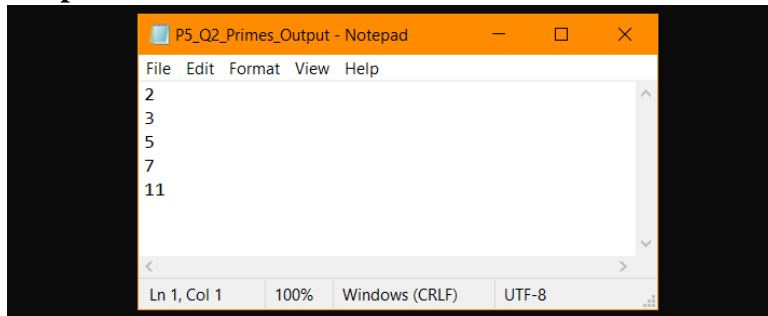 P5_Q2_Primes_Output - Notepad
File Edit Format View Help
2
3
5
7
11
Ln 1, Col 1 100% Windows (CRLF) UTF-8